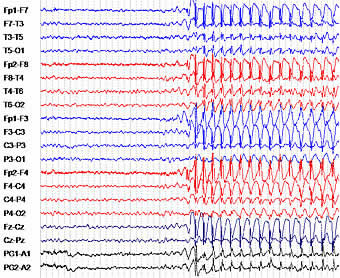 Fp1-F7
F7-T3
T3-T5
T5-O1
Fp2-F8
F8-T4
T4-T6
T6-O2
Fp1-F3
F3-C3
C3-P3
P3-O1
Fp2-F4
F4-C4
C4-P4
P4-O2
Fz-Cz
Cz-Pz
PG1-A1
PG2-A2